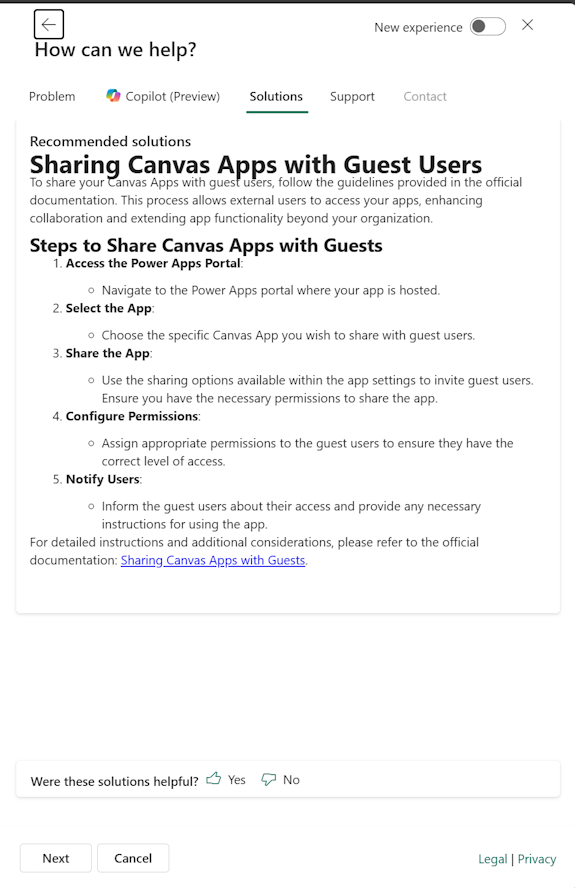 New experience
How can we help?
Problem
Copilot (Preview)
Solutions
Support
Contact
Recommended solutions
Sharing Canvas Apps with Guest Users
To share your Canvas Apps with guest users, follow the guidelines provided in the official
documentation. This process allows external users to access your apps, enhancing
collaboration and extending app functionality beyond your organization.
Steps to Share Canvas Apps with Guests
1. Access the Power Apps Portal:
○ Navigate to the Power Apps portal where your app is hosted.
2. Select the App:
○ Choose the specific Canvas App you wish to share with guest users.
3. Share the App:
○ Use the sharing options available within the app settings to invite guest users.
Ensure you have the necessary permissions to share the app.
4. Configure Permissions:
○ Assign appropriate permissions to the guest users to ensure they have the
correct level of access.
5. Notify Users:
○ Inform the guest users about their access and provide any necessary
instructions for using the app.
For detailed instructions and additional considerations, please refer to the official
documentation: Sharing Canvas Apps with Guests.
Were these solutions helpful? Yes No
Next Cancel Legal | Privacy